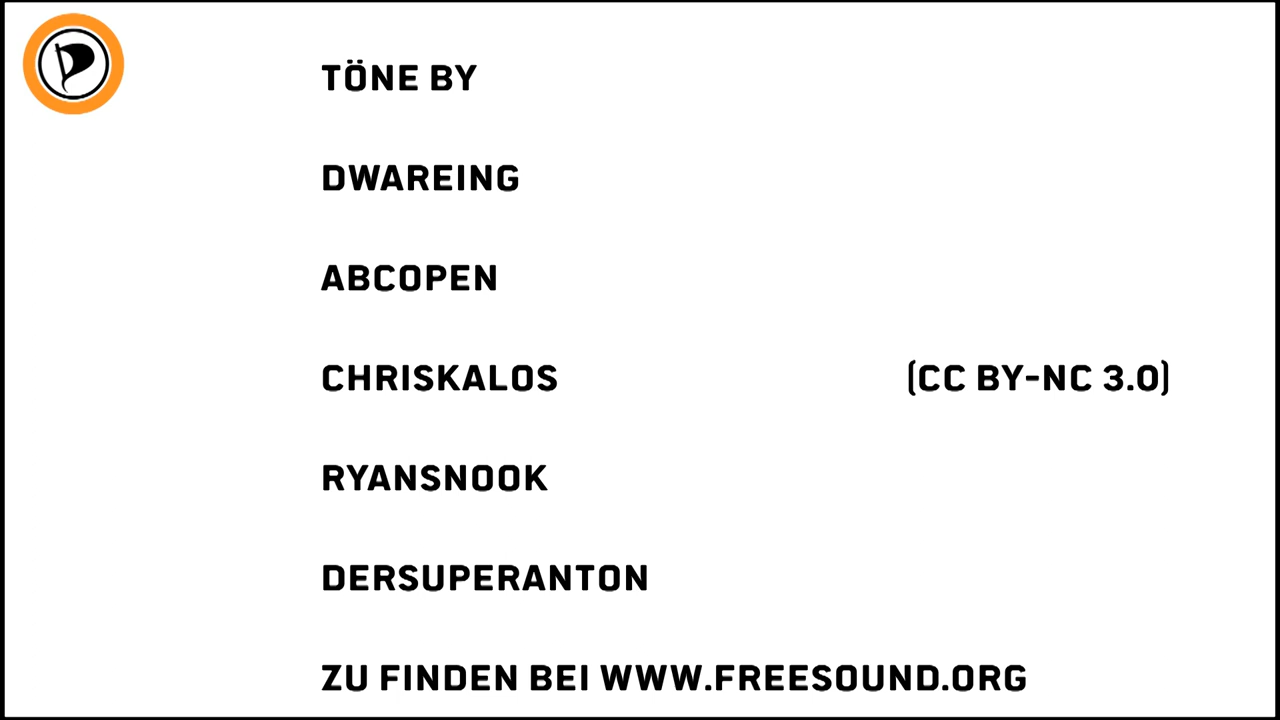 TÖNE BY
DWAREING
ABCOPEN
CHRISKALOS (CC BY-NC 3.0)
RYANSNOOK
DERSUPERANTON
ZU FINDEN BEI WWW.FREESOUND.ORG